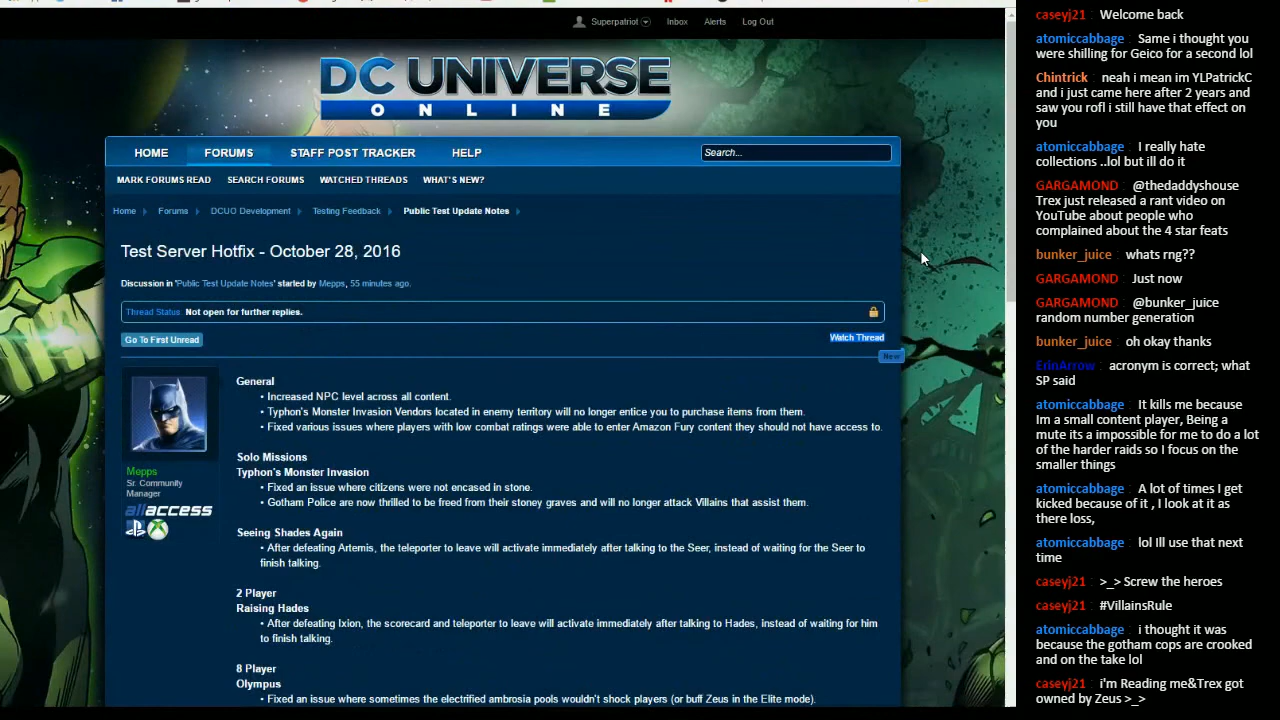 Superpatriot Inbox Alerts Log Out
DC UNIVERSE
ONLINE
HOME FORUMS STAFF POST TRACKER HELP Search...
MARK FORUMS READ SEARCH FORUMS WATCHED THREADS WHAT'S NEW?
Home Forums DCUO Development Testing Feedback Public Test Update Notes
Test Server Hotfix - October 28, 2016
Discussion in 'Public Test Update Notes' started by Mepps, 55 minutes ago.
Thread Status: Not open for further replies.
Go To First Unread Watch Thread
New
General
• Increased NPC level across all content.
• Typhon's Monster Invasion Vendors located in enemy territory will no longer entice you to purchase items from them.
• Fixed various issues where players with low combat ratings were able to enter Amazon Fury content they should not have access to.
Mepps
Sr. Community
Manager
allaccess
Solo Missions
Typhon's Monster Invasion
• Fixed an issue where citizens were not encased in stone.
• Gotham Police are now thrilled to be freed from their stoney graves and will no longer attack Villains that assist them.
Seeing Shades Again
• After defeating Artemis, the teleporter to leave will activate immediately after talking to the Seer, instead of waiting for the Seer to
finish talking.
2 Player
Raising Hades
• After defeating Ixion, the scorecard and teleporter to leave will activate immediately after talking to Hades, instead of waiting for him
to finish talking.
8 Player
Olympus
• Fixed an issue where sometimes the electrified ambrosia pools wouldn't shock players (or buff Zeus in the Elite mode).
caseyj21 : Welcome back
atomiccabbage : Same i thought you
were shilling for Geico for a second lol
Chintrick : neah i mean im YLPatrickC
and i just came here after 2 years and
saw you rofl i still have that effect on
you
atomiccabbage : I really hate
collections ..lol but ill do it
GARGAMOND : @thedaddyshouse
Trex just released a rant video on
YouTube about people who
complained about the 4 star feats
bunker_juice : whats rng??
GARGAMOND : Just now
GARGAMOND : @bunker_juice
random number generation
bunker_juice : oh okay thanks
ErinArrow : acronym is correct; what
SP said
atomiccabbage : It kills me because
Im a small content player, Being a
mute its a impossible for me to do a lot
of the harder raids so I focus on the
smaller things
atomiccabbage : A lot of times I get
kicked because of it , I look at it as
there loss,
atomiccabbage : lol Ill use that next
time
caseyj21 : >_> Screw the heroes
caseyj21 : #VillainsRule
atomiccabbage : i thought it was
because the gotham cops are crooked
and on the take lol
caseyj21 : i'm Reading me&Trex got
owned by Zeus >_>